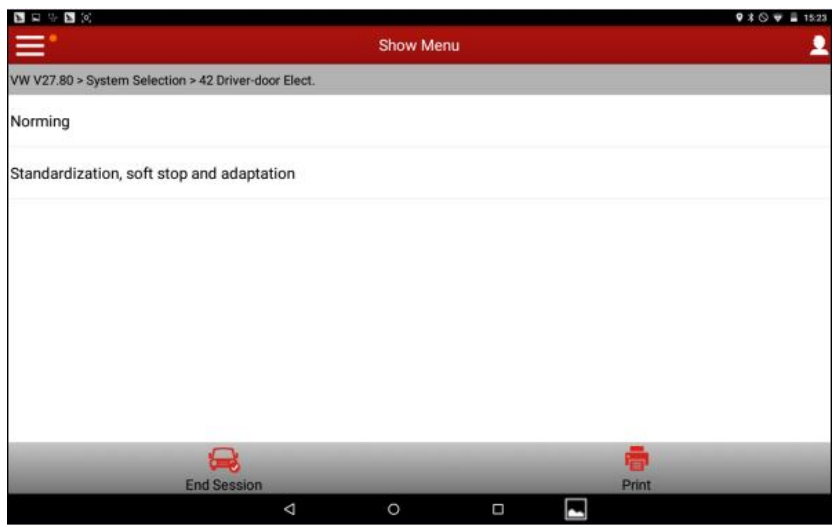 15:23
Show Menu
VW V27.80 > System Selection > 42 Driver-door Elect.
Norming
Standardization, soft stop and adaptation
End Session
Print